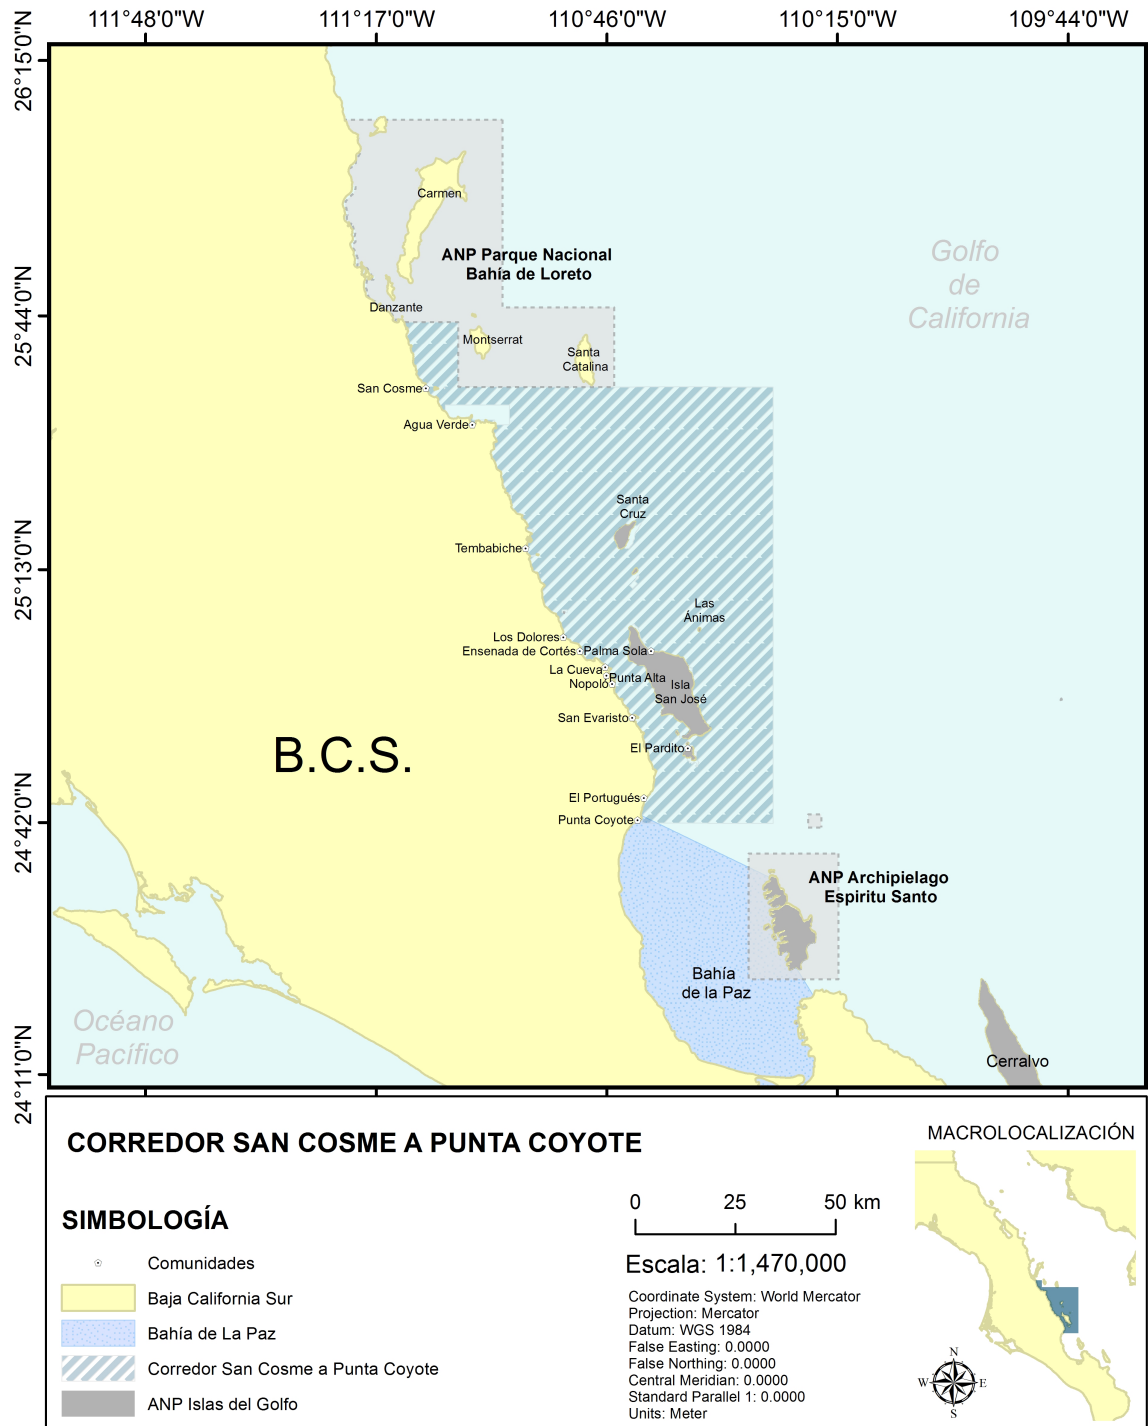 111°48'0"W
111°17'0"W
110°46'0"W
110°15'0"W
109°44'0"W
26°15'0"N
25°44'0"N
25°13'0"N
24°42'0"N
24°11'0"N
Carmen
ANP Parque Nacional
Bahía de Loreto
Golfo
de
California
Danzante
Montserrat
Santa
Catalina
San Cosme
Agua Verde
Santa
Cruz
Tembabiche
Las
Ánimas
Los Dolores
Ensenada de Cortés
Palma Sola
La Cueva
Punta Alta
Nopoló
Isla
San José
San Evaristo
El Pardito
B.C.S.
El Portugués
Punta Coyote
ANP Archipielago
Espiritu Santo
Bahía
de la Paz
Océano
Pacífico
Cerralvo
CORREDOR SAN COSME A PUNTA COYOTE
MACROLOCALIZACIÓN
SIMBOLOGÍA
Comunidades
Baja California Sur
Bahía de La Paz
Corredor San Cosme a Punta Coyote
ANP Islas del Golfo
0 25 50 km
Escala: 1:1,470,000
Coordinate System: World Mercator
Projection: Mercator
Datum: WGS 1984
False Easting: 0.0000
False Northing: 0.0000
Central Meridian: 0.0000
Standard Parallel 1: 0.0000
Units: Meter
N
W
E
S